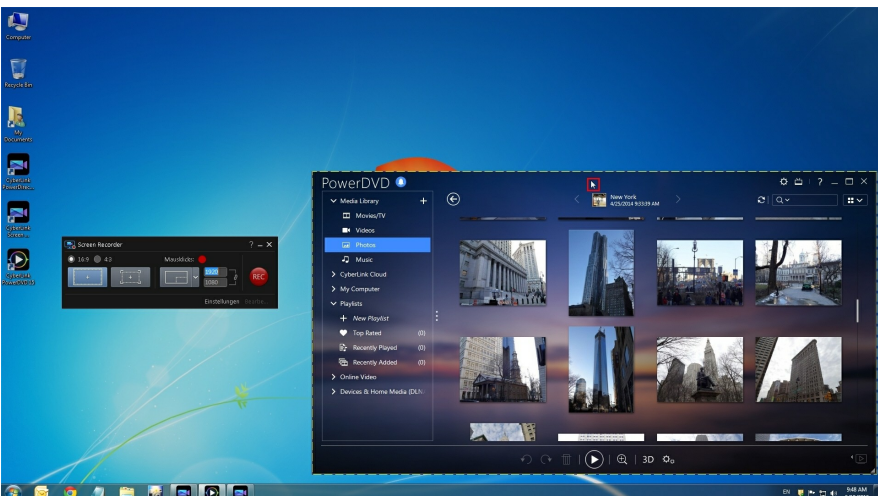 Computer
Recycle Bin
My Documents
CyberLink PowerDirec...
CyberLink Screen ...
CyberLink PowerDVD 15
Screen Recorder
? _ ×
16:9
4:3
Mausklicks:
1920
1080
REC
Einstellungen
PowerDVD
Media Library
+
Movies/TV
Videos
Photos
Music
CyberLink Cloud
My Computer
Playlists
+ New Playlist
Top Rated (0)
Recently Played (0)
Recently Added (0)
Online Video
Devices & Home Media (DLN
New York
4/25/2014 9:33:39 AM
3D
EN
9:48 AM